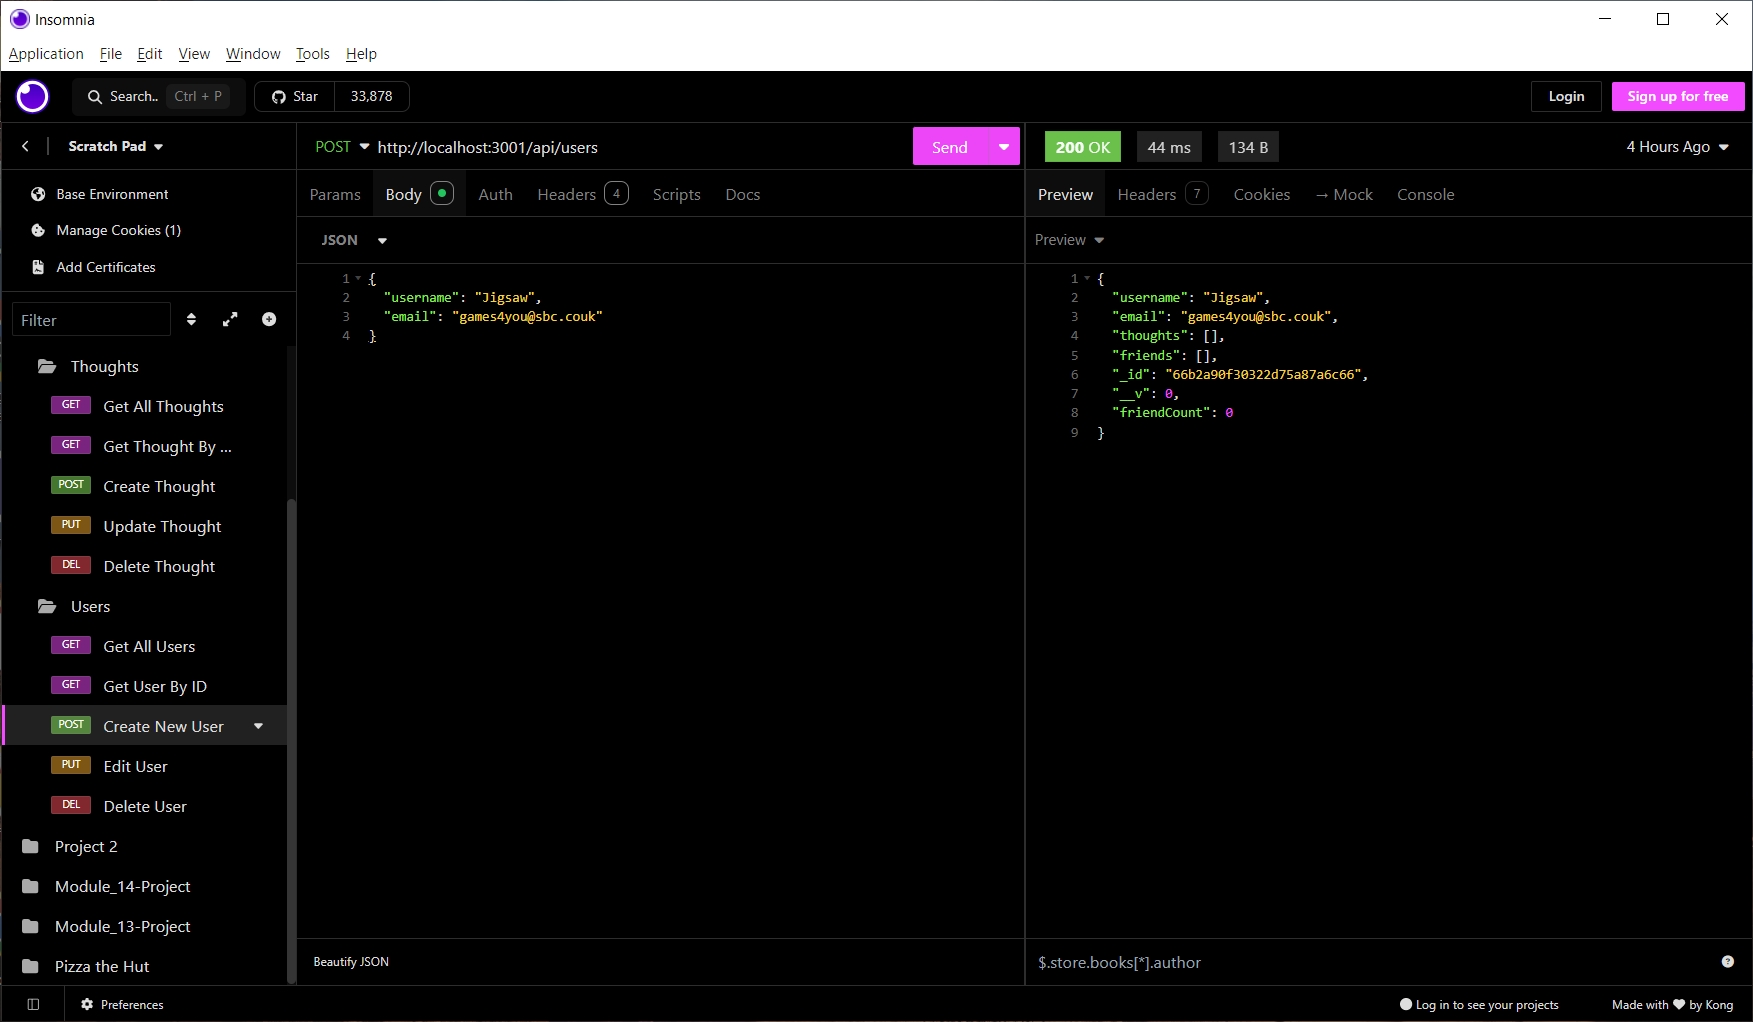 Insomnia
Application File Edit View Window Tools Help
Search.. Ctrl + P Star 33,878 Login Sign up for free
Scratch Pad
Base Environment
Manage Cookies (1)
Add Certificates
Filter
Thoughts
GET Get All Thoughts
GET Get Thought By ...
POST Create Thought
PUT Update Thought
DEL Delete Thought
Users
GET Get All Users
GET Get User By ID
POST Create New User
PUT Edit User
DEL Delete User
Project 2
Module_14-Project
Module_13-Project
Pizza the Hut
POST http://localhost:3001/api/users Send
Params Body Auth Headers 4 Scripts Docs
JSON
1 {
2 "username": "Jigsaw",
3 "email": "games4you@sbc.couk"
4 }
Beautify JSON
200 OK 44 ms 134 B 4 Hours Ago
Preview Headers 7 Cookies → Mock Console
Preview
1 {
2 "username": "Jigsaw",
3 "email": "games4you@sbc.couk",
4 "thoughts": [],
5 "friends": [],
6 "_id": "66b2a90f30322d75a87a6c66",
7 "__v": 0,
8 "friendCount": 0
9 }
$.store.books[*].author ?
Preferences Log in to see your projects Made with ❤ by Kong